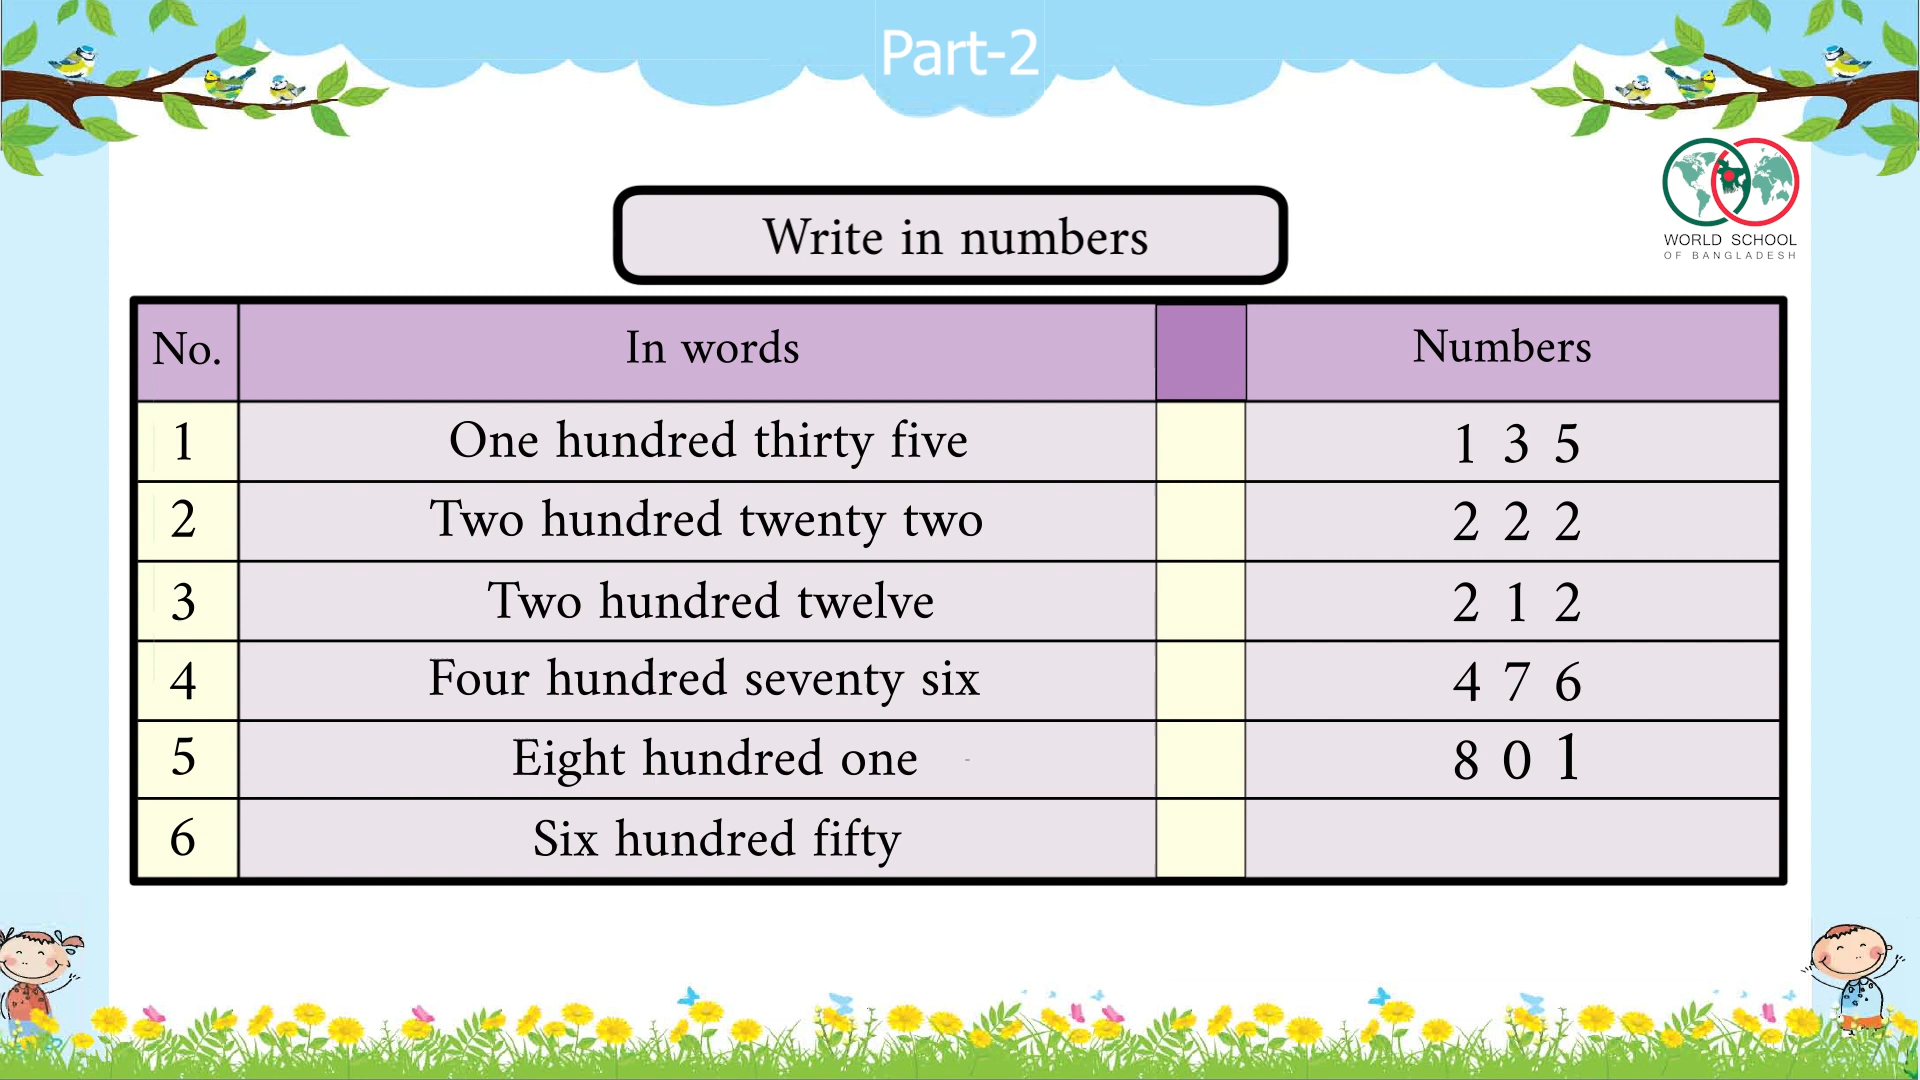 Part-2
WORLD SCHOOL
OF BANGLADESH
Write in numbers
No. In words Numbers
1 One hundred thirty five 1 3 5
2 Two hundred twenty two 2 2 2
3 Two hundred twelve 2 1 2
4 Four hundred seventy six 4 7 6
5 Eight hundred one 8 0 1
6 Six hundred fifty